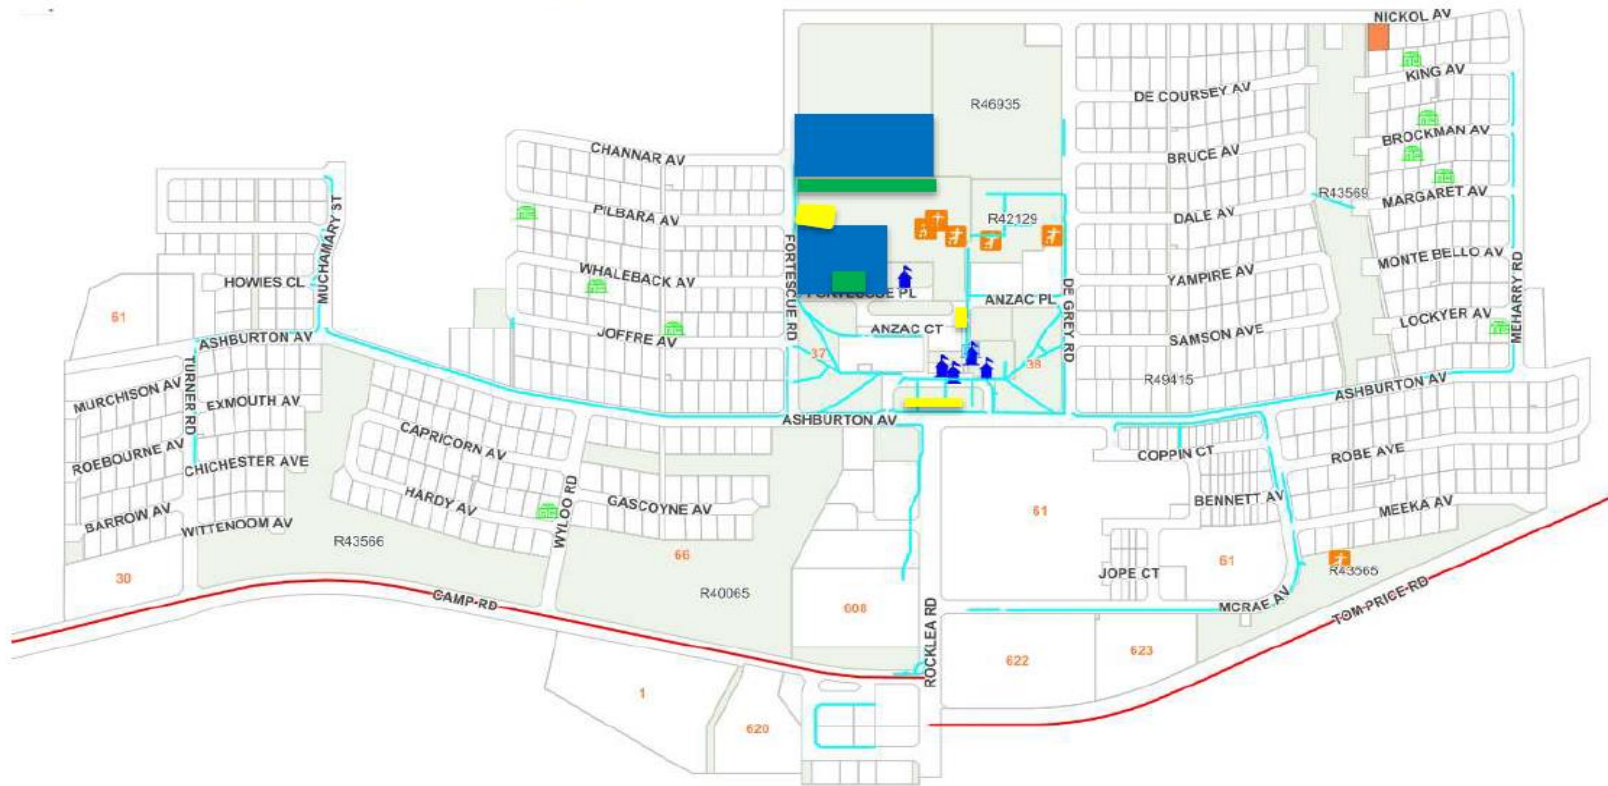 NICKOL AV
KING AV
DE COURSEY AV
R46935
BROCKMAN AV
CHANNAR AV
BRUCE AV
R43569
MARGARET AV
PILBARA AV
R42129
DALE AV
MUCHAMARY ST
FORTESCUE RD
DE GREY RD
MEHARRY RD
MONTE BELLO AV
WHALEBACK AV
YAMPIRE AV
HOWIES CL
FORTESCUE PL
ANZAC PL
61
LOCKYER AV
ANZAC CT
ASHBURTON AV
JOFFRE AV
SAMSON AVE
37
38
TURNER RD
R49415
MURCHISON AV
ASHBURTON AV
EXMOUTH AV
ASHBURTON AV
CAPRICORN AV
ROEBOURNE AV
COPPIN CT
ROBE AVE
CHICHESTER AVE
HARDY AV
WYLOO RD
GASCOYNE AV
BENNETT AV
MEEKA AV
BARROW AV
WITTENOOM AV
61
R43566
66
61
R43565
30
JOPE CT
R40065
CAMP RD
608
ROCKLEA RD
MCRAE AV
TOM PRICE RD
622
623
1
620